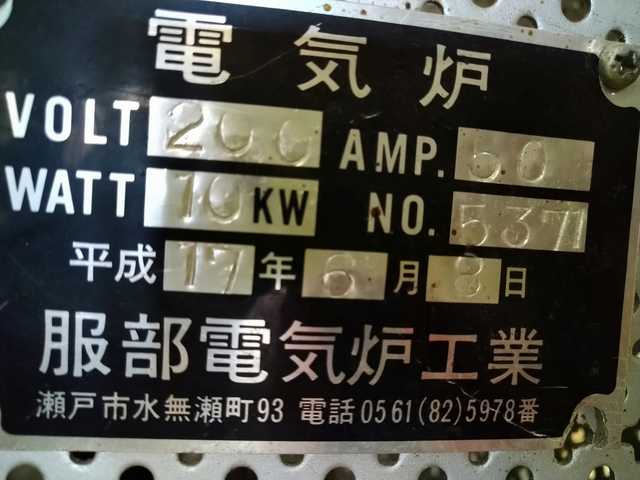 電気炉
VOLT 200 AMP. 50
WATT 10 KW NO. 5371
平成 17 年 6 月 8 日
服部電気炉工業
瀬戸市水無瀬町93 電話0561(82)5978番